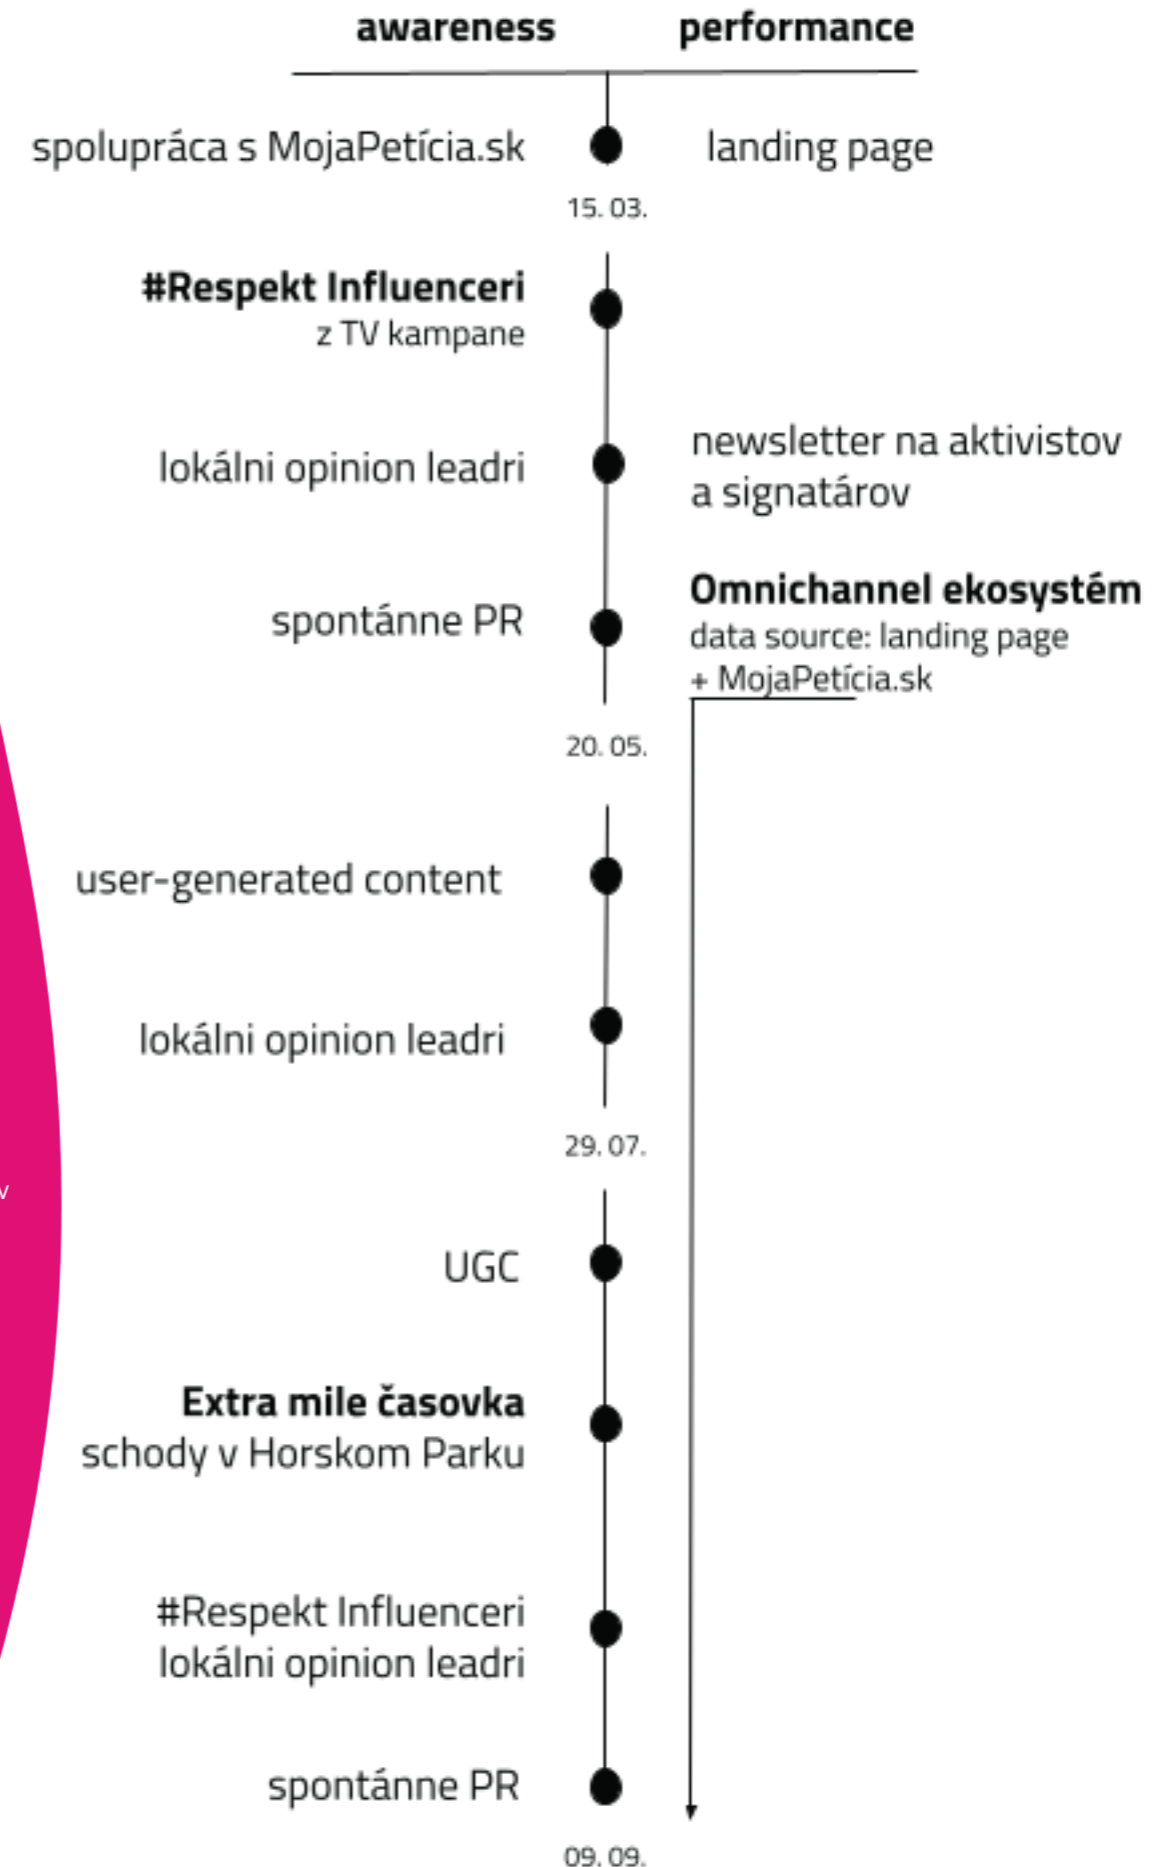 awareness performance
spolupráca s MojaPetícia.sk landing page
15. 03.
#Respekt Influenceri
z TV kampane
lokálni opinion leadri
newsletter na aktivistov
a signatárov
spontánne PR
Omnichannel ekosystém
data source: landing page
+ MojaPetícia.sk
20. 05.
user-generated content
lokálni opinion leadri
29. 07.
v
UGC
Extra mile časovka
schody v Horskom Parku
#Respekt Influenceri
lokálni opinion leadri
spontánne PR
09. 09.